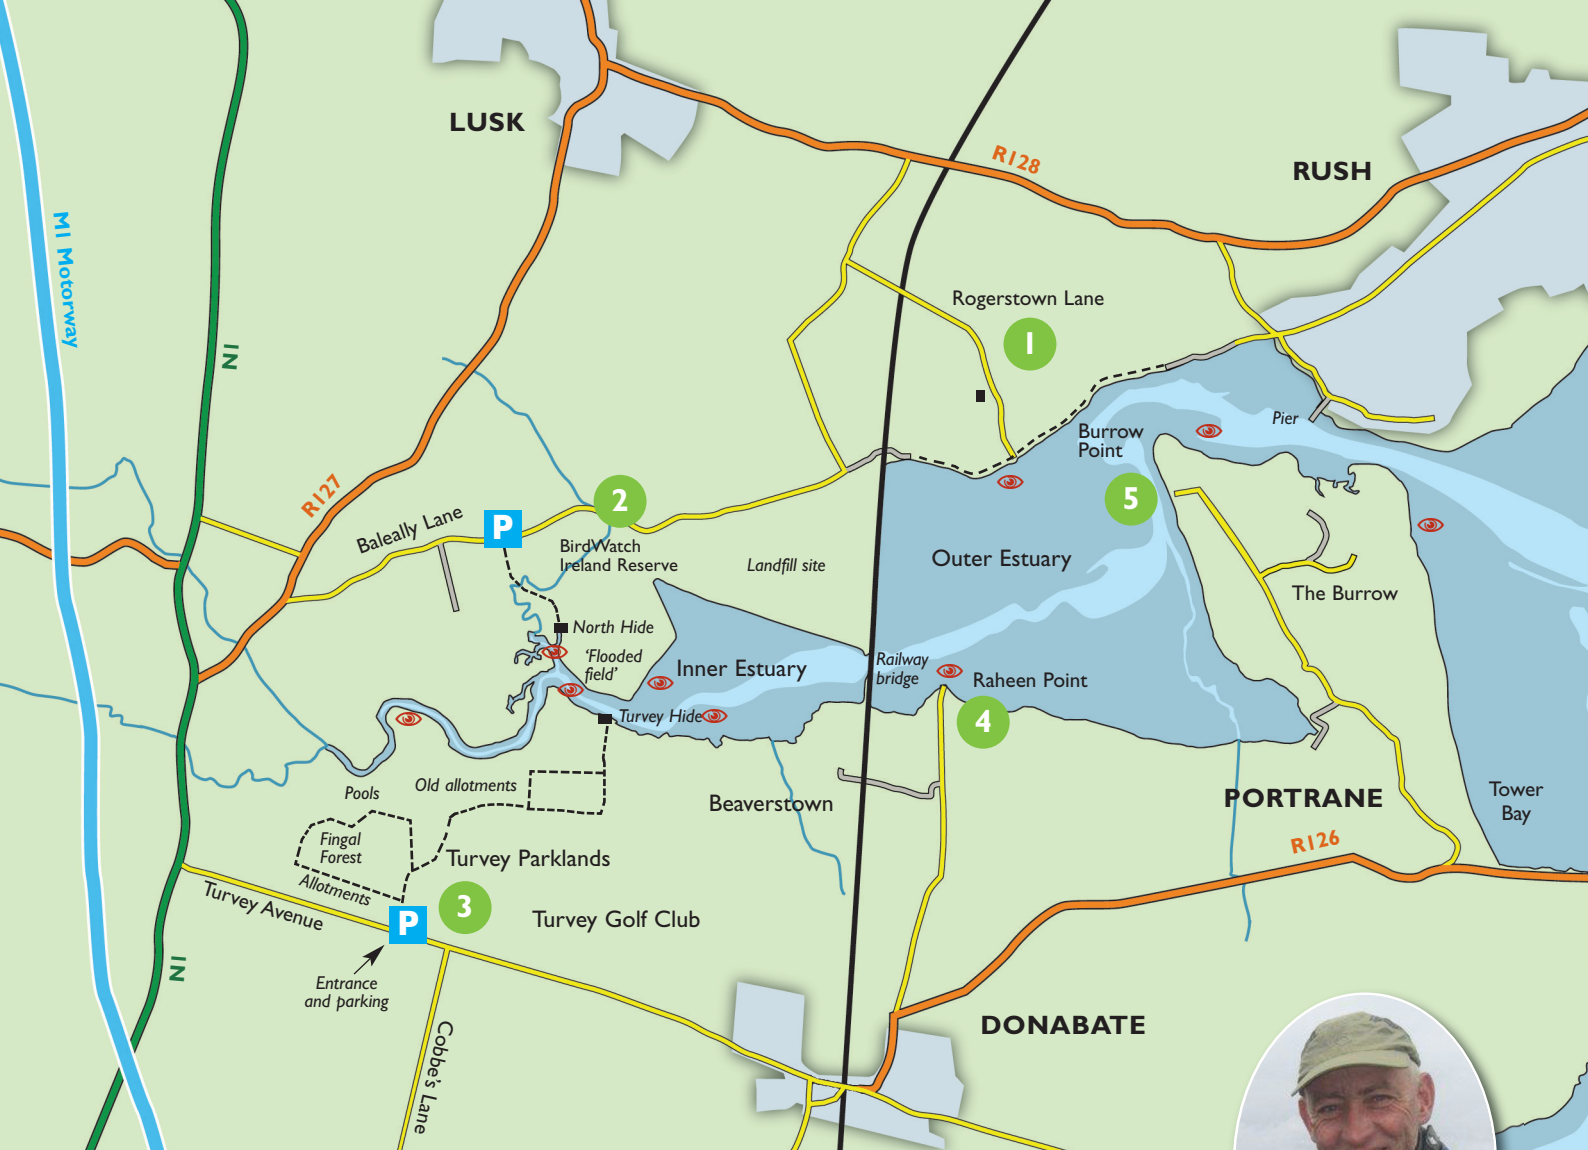 LUSK
R128
RUSH
M1 Motorway
Rogerstown Lane
1
N1
Pier
Burrow
Point
R127
2
5
Baleally Lane
P
BirdWatch
Ireland Reserve
Landfill site
Outer Estuary
The Burrow
North Hide
'Flooded
field'
Inner Estuary
Railway
bridge
Raheen Point
Turvey Hide
4
Pools
Old allotments
Beaverstown
PORTRANE
Tower
Bay
Fingal
Forest
R126
Turvey Parklands
Allotments
Turvey Avenue
P
3
Turvey Golf Club
N1
Entrance
and parking
DONABATE
Cobbe's Lane